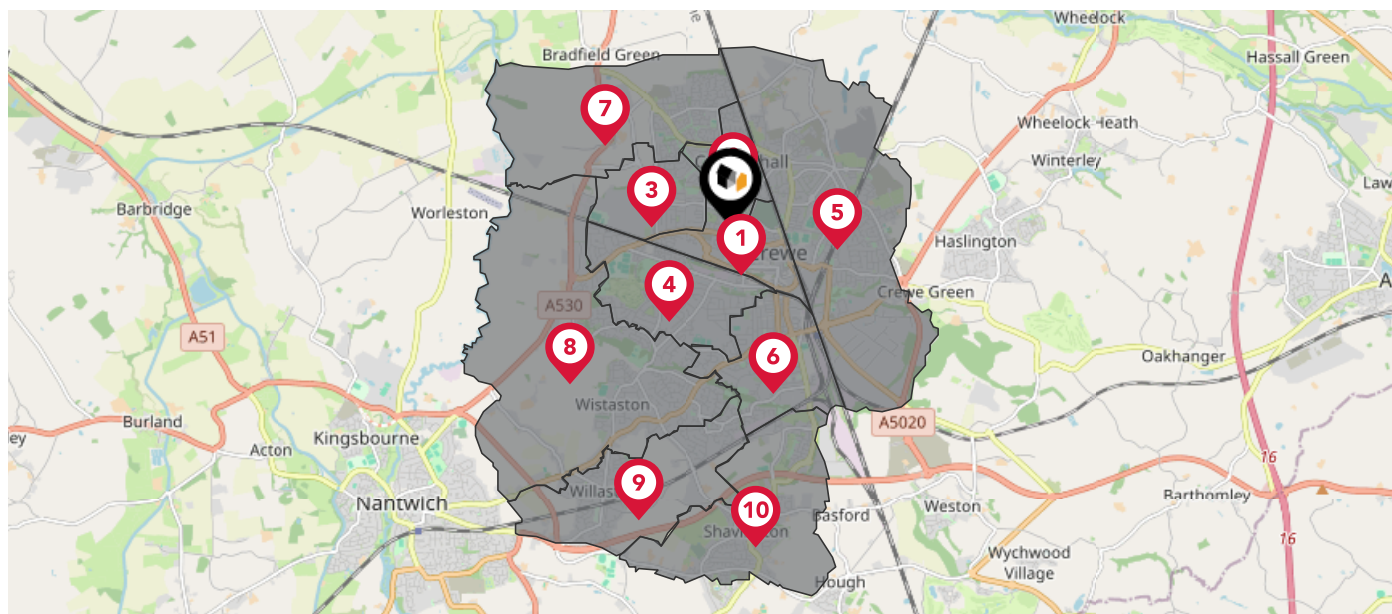 Wheelock
Bradfield Green
Hassall Green
7
Wheelock Heath
Winterley
3
Barbridge
Worleston
5
1
Haslington
Crewe
4
Crewe Green
A530
A51
8
6
Oakhanger
Wistaston
Burland
A5020
Kingsbourne
Acton
16
9
Nantwich
10
Weston
Barthomley
Basford
16
Wychwood
Village
Hough